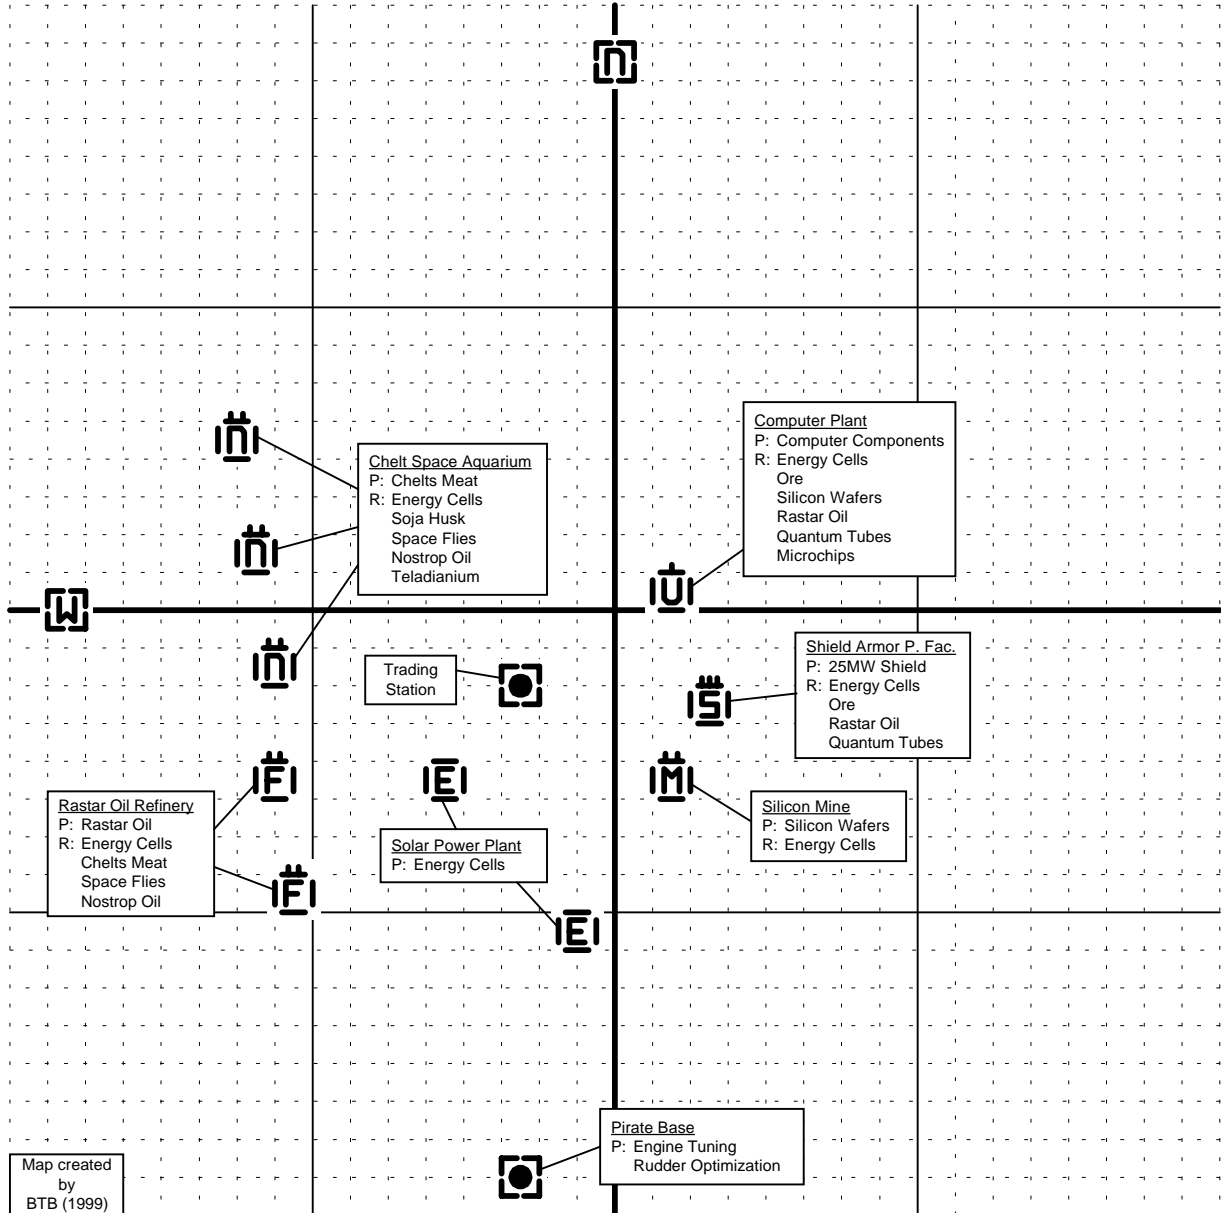 n
Computer Plant
P: Computer Components
R: Energy Cells
Ore
Silicon Wafers
Rastar Oil
Quantum Tubes
Microchips
n
Chelt Space Aquarium
P: Chelts Meat
R: Energy Cells
Soja Husk
Space Flies
Nostrop Oil
Teladianium
n
U
W
n
Trading
Station
Shield Armor P. Fac.
P: 25MW Shield
R: Energy Cells
Ore
Rastar Oil
Quantum Tubes
S
F
E
M
Rastar Oil Refinery
P: Rastar Oil
R: Energy Cells
Chelts Meat
Space Flies
Nostrop Oil
Solar Power Plant
P: Energy Cells
Silicon Mine
P: Silicon Wafers
R: Energy Cells
F
E
Pirate Base
P: Engine Tuning
Rudder Optimization
Map created
by
BTB (1999)